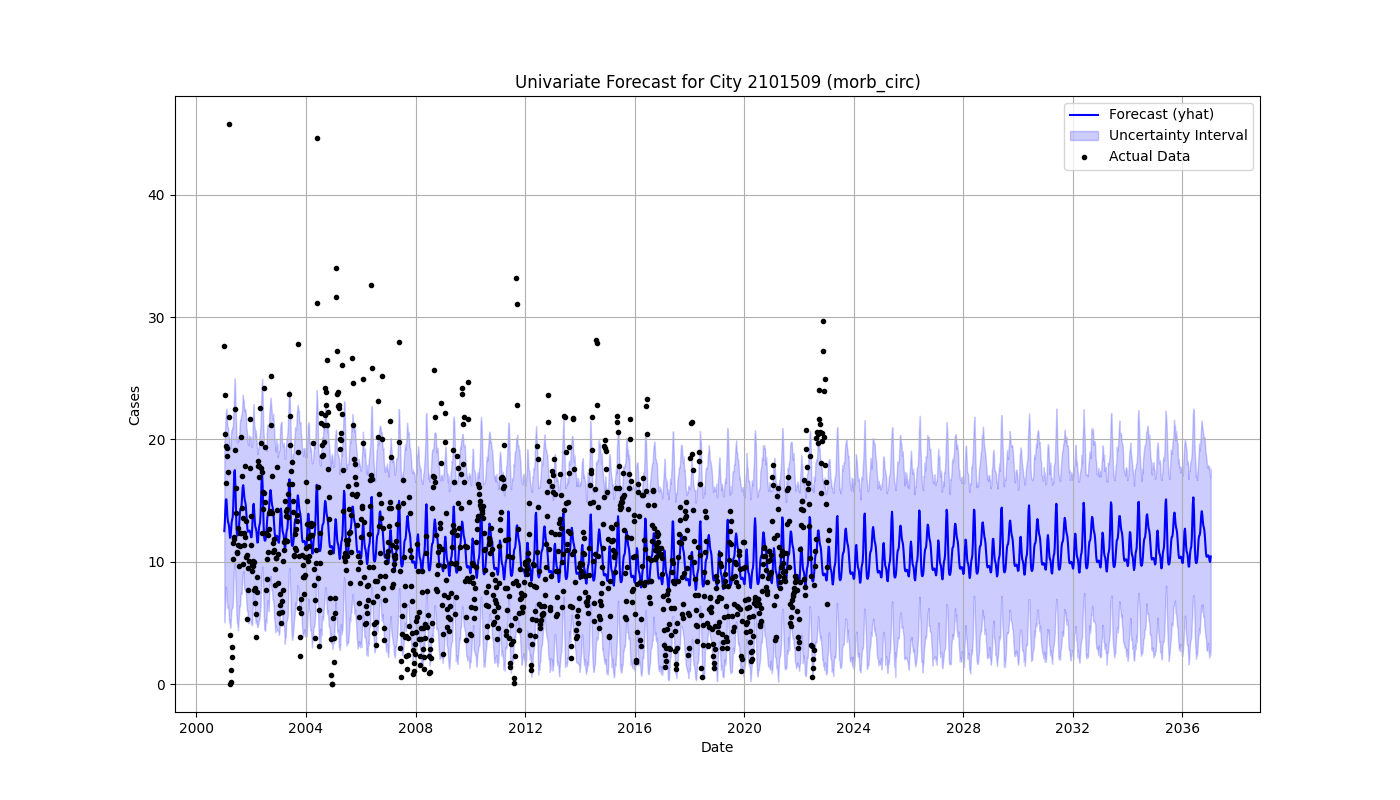 Univariate Forecast for City 2101509 (morb_circ)
Forecast (yhat)
Uncertainty Interval
Actual Data
Cases
40
30
20
10
0
2000 2004 2008 2012 2016 2020 2024 2028 2032 2036
Date